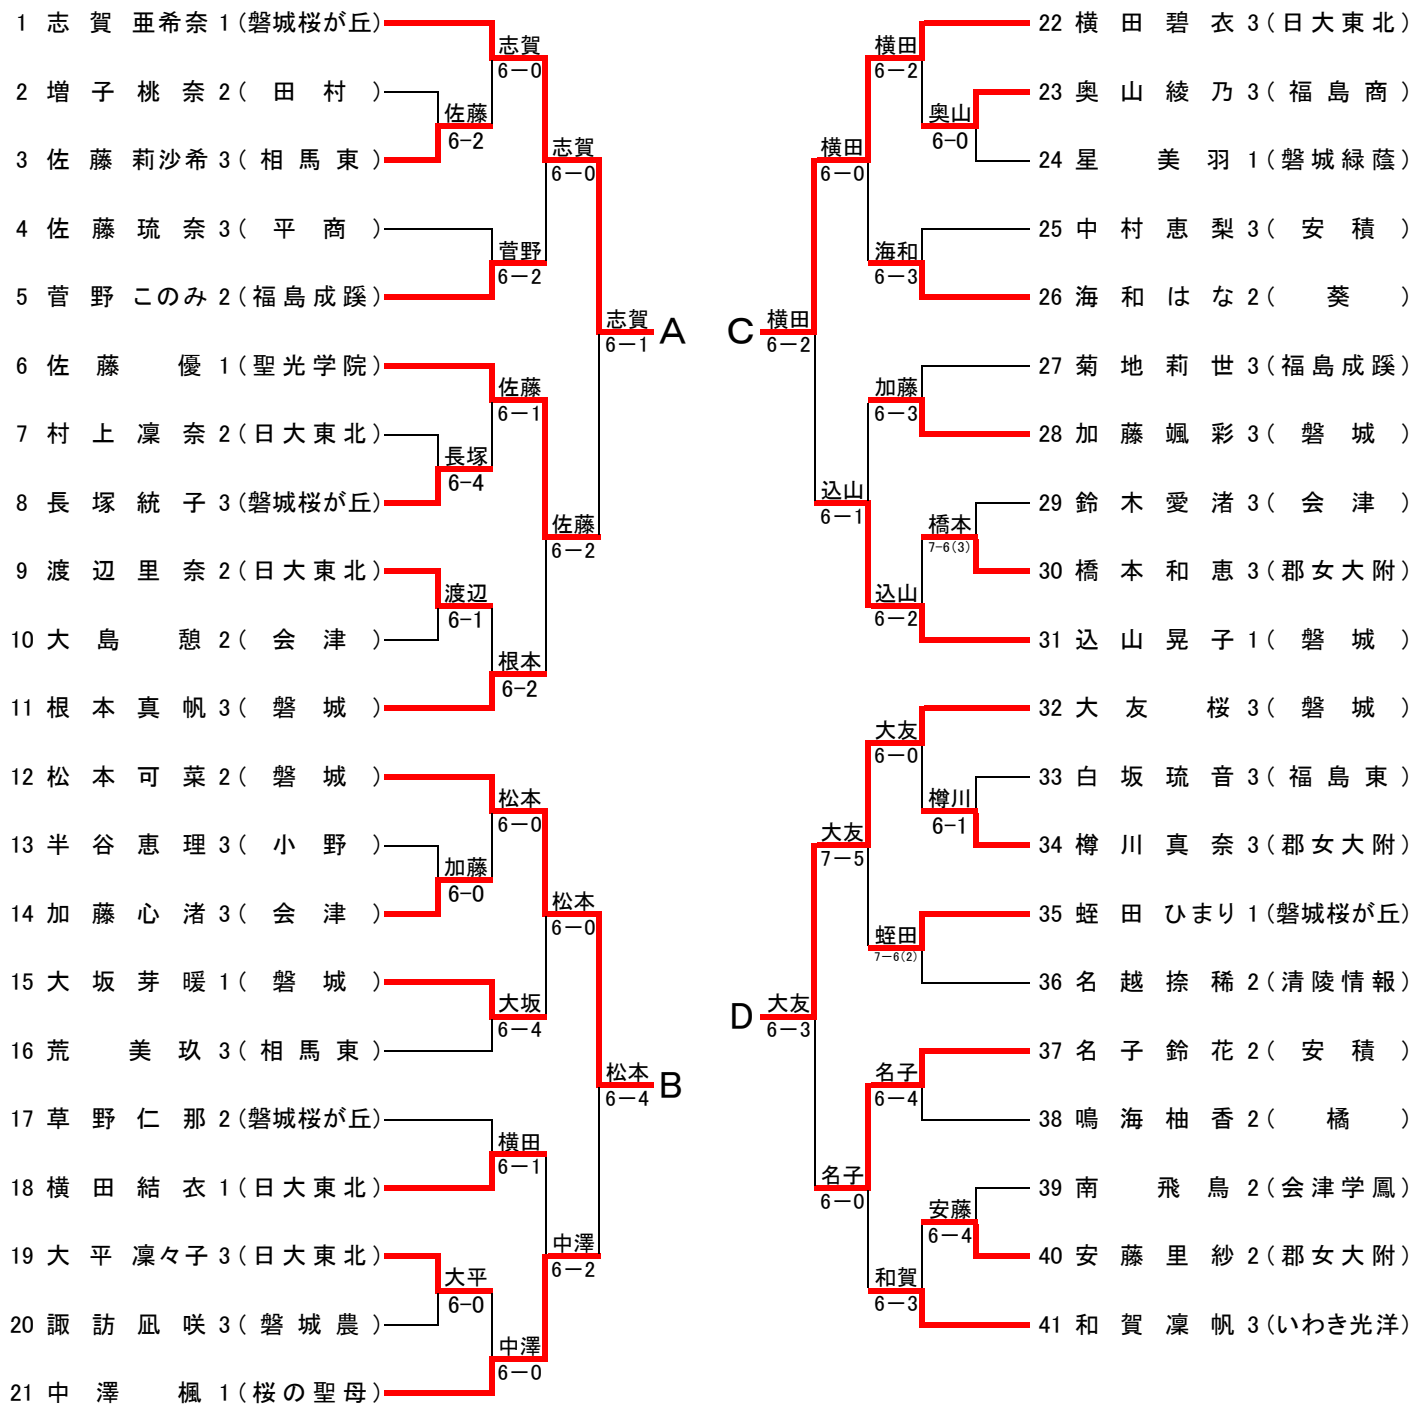 1 志賀 亜希奈 1 (磐城桜が丘)
2 増子桃奈 2 (田村)
3 佐藤 莉沙希 3 (相馬東)
4 佐藤琉奈 3 (平商)
5 菅野 このみ 2 (福島成蹊)
6 佐藤 優 1 (聖光学院)
7 村上凜奈 2 (日大東北)
8 長塚統子 3 (磐城桜が丘)
9 渡辺里奈 2 (日大東北)
10 大島 憩 2 (会津)
11 根本真帆 3 (磐城)
12 松本可菜 2 (磐城)
13 半谷恵理 3 (小野)
14 加藤心渚 3 (会津)
15 大坂芽暖 1 (磐城)
16 荒 美玖 3 (相馬東)
17 草野仁那 2 (磐城桜が丘)
18 横田結衣 1 (日大東北)
19 大平 凜々子 3 (日大東北)
20 諏訪凪咲 3 (磐城農)
21 中澤 楓 1 (桜の聖母)
佐藤
6-2
長塚
6-4
渡辺
6-1
加藤
6-0
大平
6-0
志賀
6-0
菅野
6-2
佐藤
6-1
根本
6-2
松本
6-0
大坂
6-4
横田
6-1
中澤
6-0
志賀
6-0
佐藤
6-2
松本
6-0
中澤
6-2
志賀
6-1
A
松本
6-4
B
C
横田
6-2
D
大友
6-3
横田
6-0
込山
6-1
大友
7-5
名子
6-0
横田
6-2
海和
6-3
加藤
6-3
込山
6-2
大友
6-0
蛭田
7-6(2)
名子
6-4
和賀
6-3
奥山
6-0
橋本
7-6(3)
樽川
6-1
安藤
6-4
22 横田碧衣 3 (日大東北)
23 奥山綾乃 3 (福島商)
24 星 美羽 1 (磐城緑蔭)
25 中村恵梨 3 (安積)
26 海和はな 2 (葵)
27 菊地莉世 3 (福島成蹊)
28 加藤颯彩 3 (磐城)
29 鈴木愛渚 3 (会津)
30 橋本和恵 3 (郡女大附)
31 込山晃子 1 (磐城)
32 大友 桜 3 (磐城)
33 白坂琉音 3 (福島東)
34 樽川真奈 3 (郡女大附)
35 蛭田 ひまり 1 (磐城桜が丘)
36 名越捺稀 2 (清陵情報)
37 名子鈴花 2 (安積)
38 鳴海柚香 2 (橘)
39 南 飛鳥 2 (会津学鳳)
40 安藤里紗 2 (郡女大附)
41 和賀凜帆 3 (いわき光洋)